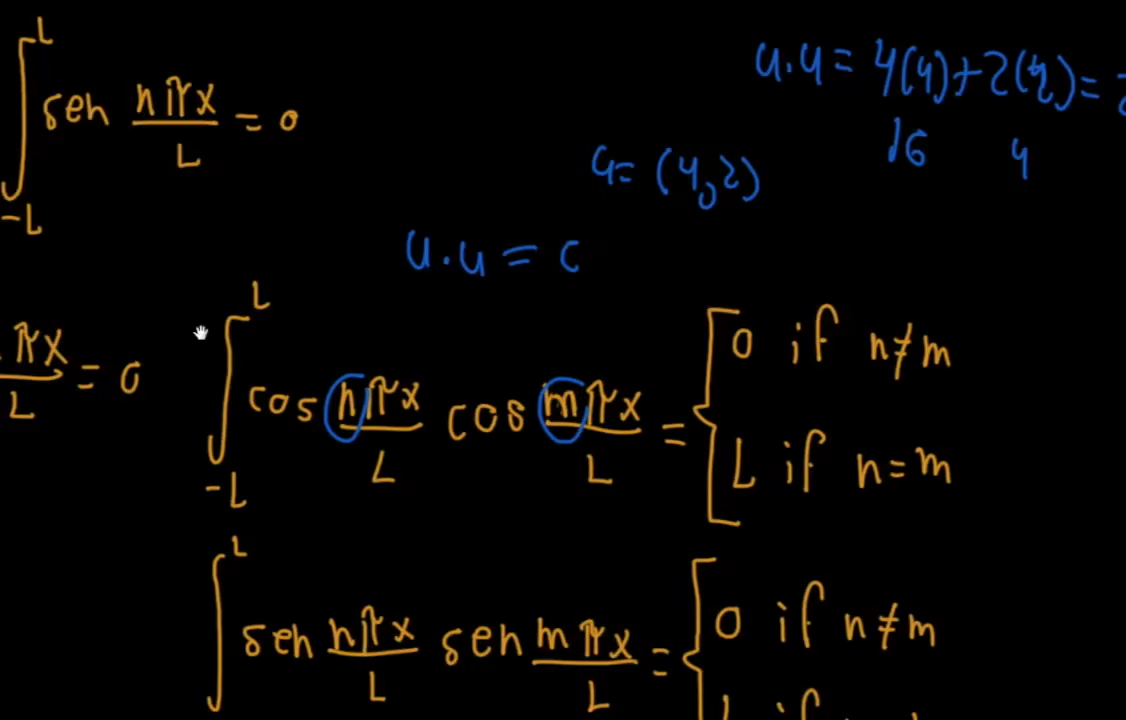 ∫_{-L}^{L} sen nπx/L = 0
u.u = 4(4)+2(2)=
16 4
u= (4,2)
u.u = c
πx/L = 0
∫_{-L}^{L} cos nπx/L cos mπx/L = { 0 if n≠m
L if n=m
∫^{L} sen nπx/L sen mπx/L = { 0 if n≠m
L if